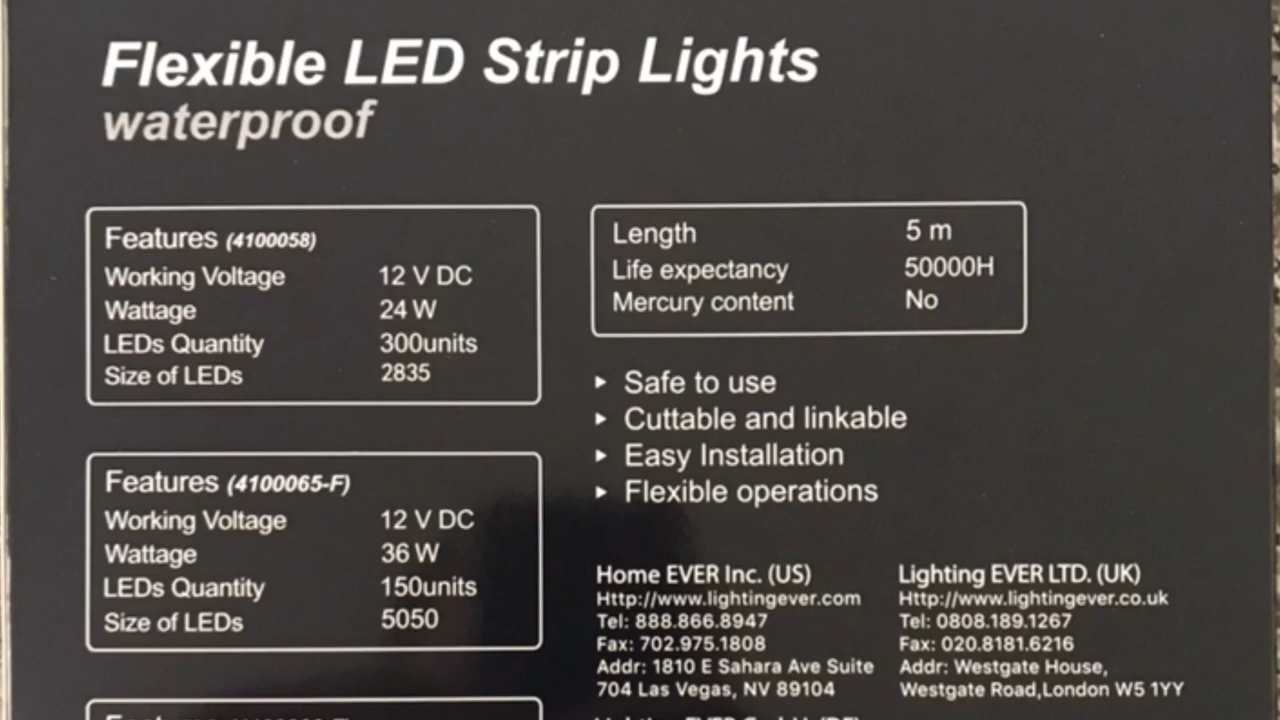 Flexible LED Strip Lights
waterproof
Features (4100058)
Working Voltage 12 V DC
Wattage 24 W
LEDs Quantity 300units
Size of LEDs 2835
Features (4100065-F)
Working Voltage 12 V DC
Wattage 36 W
LEDs Quantity 150units
Size of LEDs 5050
Features
Length 5 m
Life expectancy 50000H
Mercury content No
▸ Safe to use
▸ Cuttable and linkable
▸ Easy Installation
▸ Flexible operations
Home EVER Inc. (US)
Http://www.lightingever.com
Tel: 888.866.8947
Fax: 702.975.1808
Addr: 1810 E Sahara Ave Suite
704 Las Vegas, NV 89104
Lighting EVER LTD. (UK)
Http://www.lightingever.co.uk
Tel: 0808.189.1267
Fax: 020.8181.6216
Addr: Westgate House,
Westgate Road,London W5 1YY